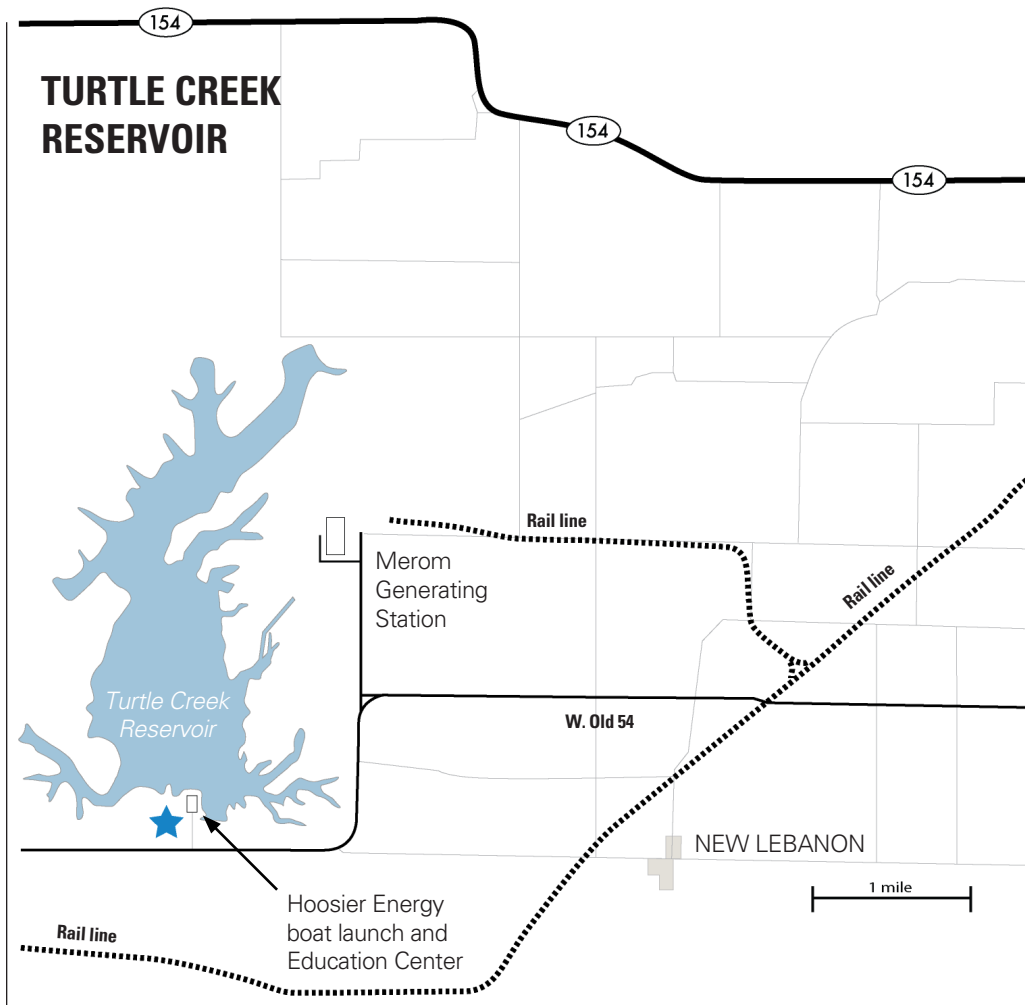 154
TURTLE CREEK
RESERVOIR
154
154
Rail line
Merom
Generating
Station
Rail line
Turtle Creek
Reservoir
W. Old 54
NEW LEBANON
1 mile
Hoosier Energy
boat launch and
Education Center
Rail line